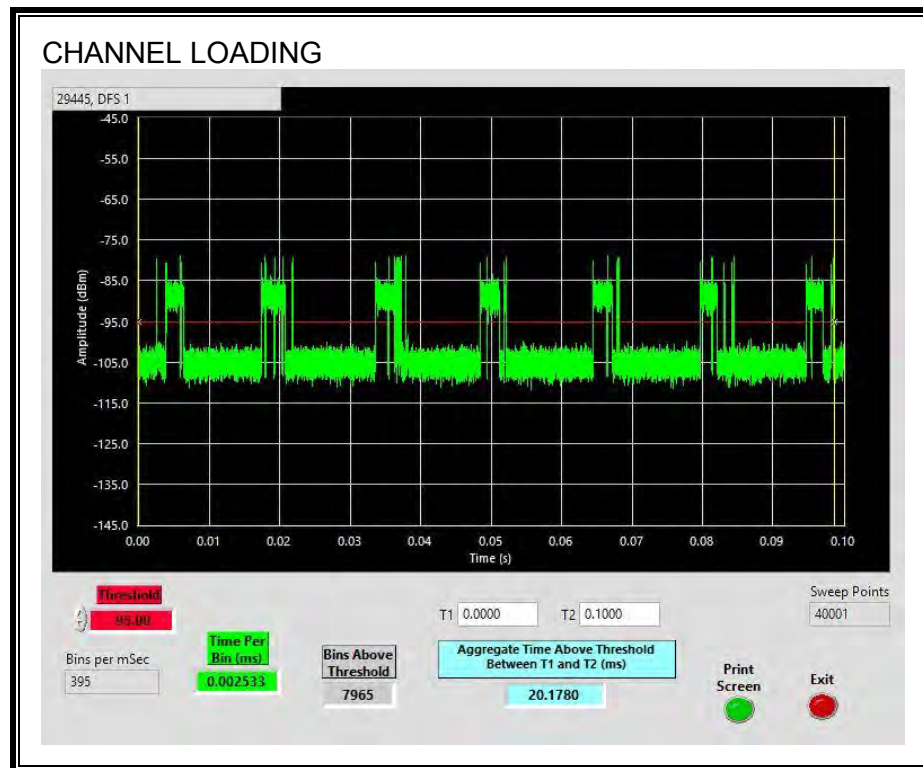 CHANNEL LOADING
29445, DFS 1
-45.0
-55.0
-65.0
-75.0
-85.0
-95.0
-105.0
-115.0
-125.0
-135.0
-145.0
Amplitude (dBm)
0.00 0.01 0.02 0.03 0.04 0.05 0.06 0.07 0.08 0.09 0.10
Time (s)
Threshold
95.00
T1 0.0000 T2 0.1000
Sweep Points
40001
Bins per mSec
395
Time Per
Bin (ms)
0.002533
Bins Above
Threshold
7965
Aggregate Time Above Threshold
Between T1 and T2 (ms)
20.1780
Print
Screen
Exit